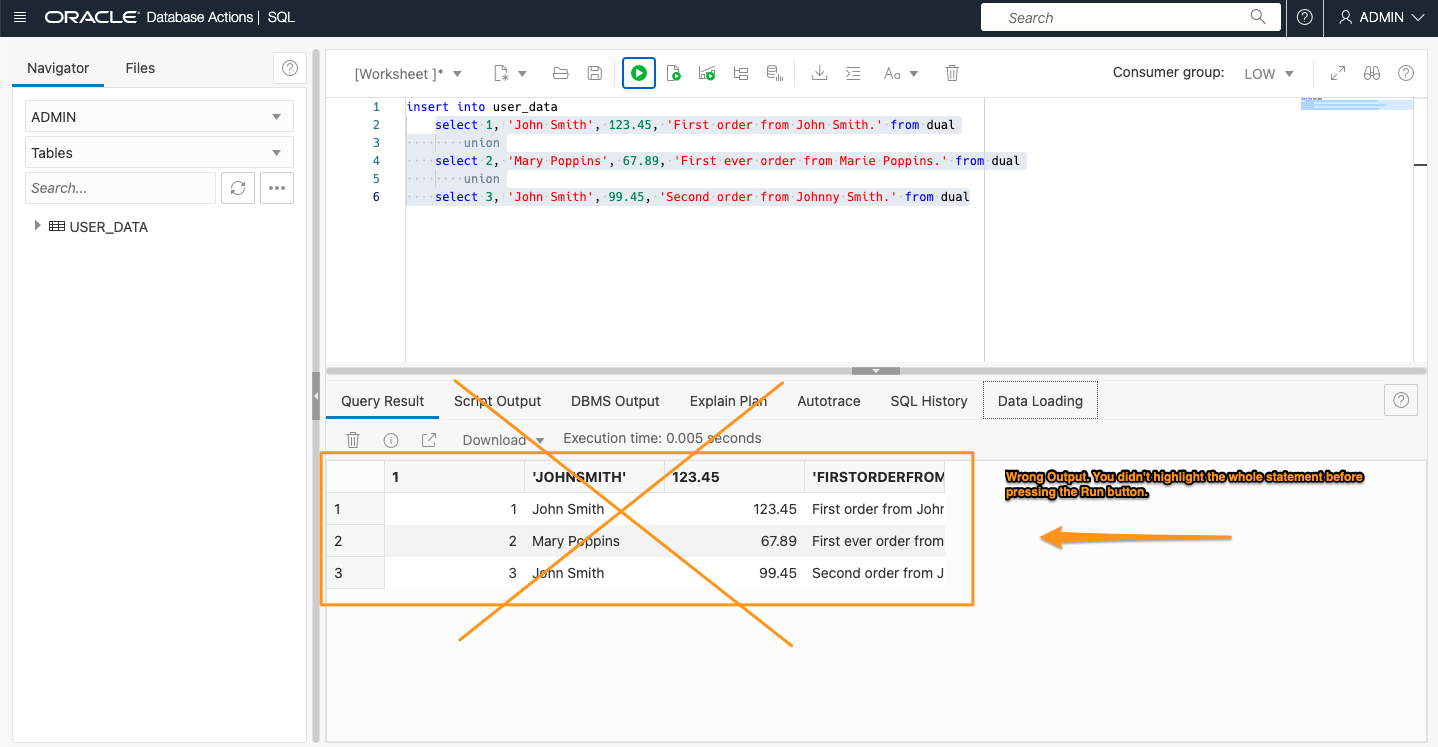 ORACLE Database Actions | SQL
Search
ADMIN
Navigator
Files
ADMIN
Tables
Search...
USER_DATA
[Worksheet ]*
Aa
Consumer group:
LOW
1 insert into user_data
2 select 1, 'John Smith', 123.45, 'First order from John Smith.' from dual
3 union
4 select 2, 'Mary Poppins', 67.89, 'First ever order from Marie Poppins.' from dual
5 union
6 select 3, 'John Smith', 99.45, 'Second order from Johnny Smith.' from dual
Query Result
Script Output
DBMS Output
Explain Plan
Autotrace
SQL History
Data Loading
Download
Execution time: 0.005 seconds
1 'JOHNSMITH' 123.45 'FIRSTORDERFROM
1 1 John Smith 123.45 First order from John
2 2 Mary Poppins 67.89 First ever order from
3 3 John Smith 99.45 Second order from J
Wrong Output. You didn't highlight the whole statement before
pressing the Run button.